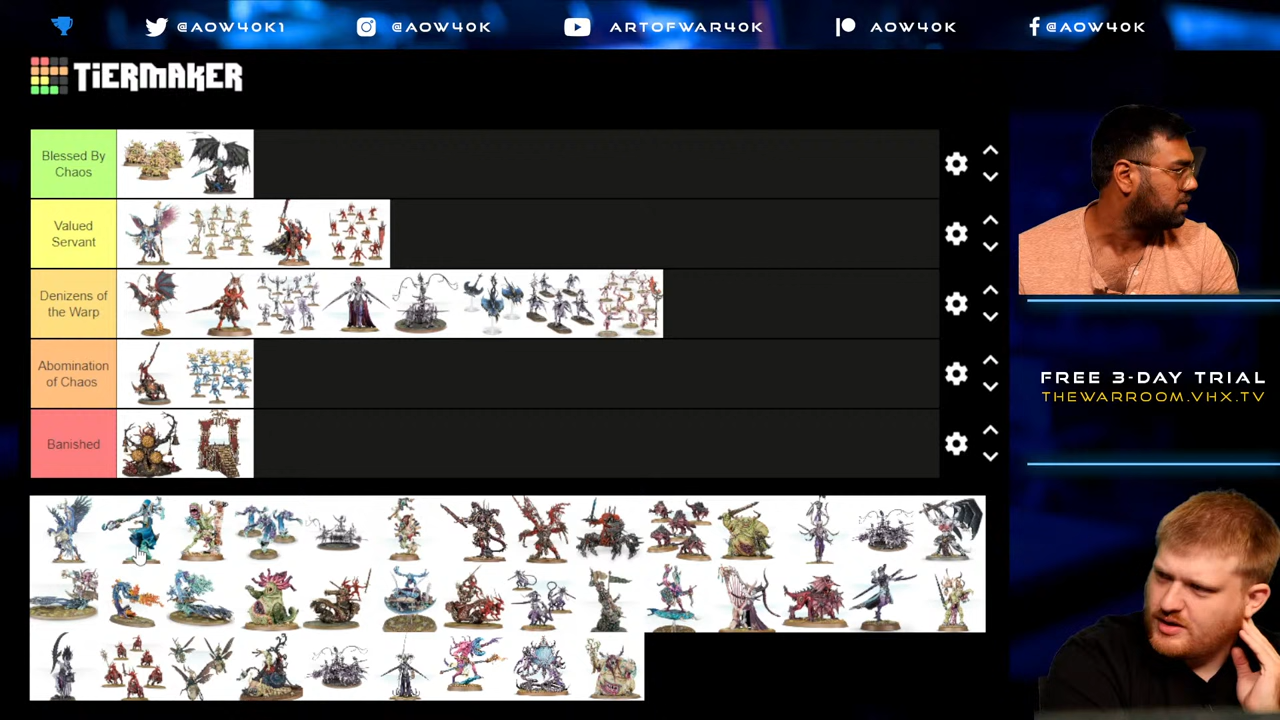 @AOW40K1 @AOW40K ARTOFWAR40K AOW40K @AOW40K
TIERMAKER
Blessed By
Chaos
Valued
Servant
Denizens of
the Warp
Abomination
of Chaos
Banished
FREE 3-DAY TRIAL
THEWARROOM.VHX.TV